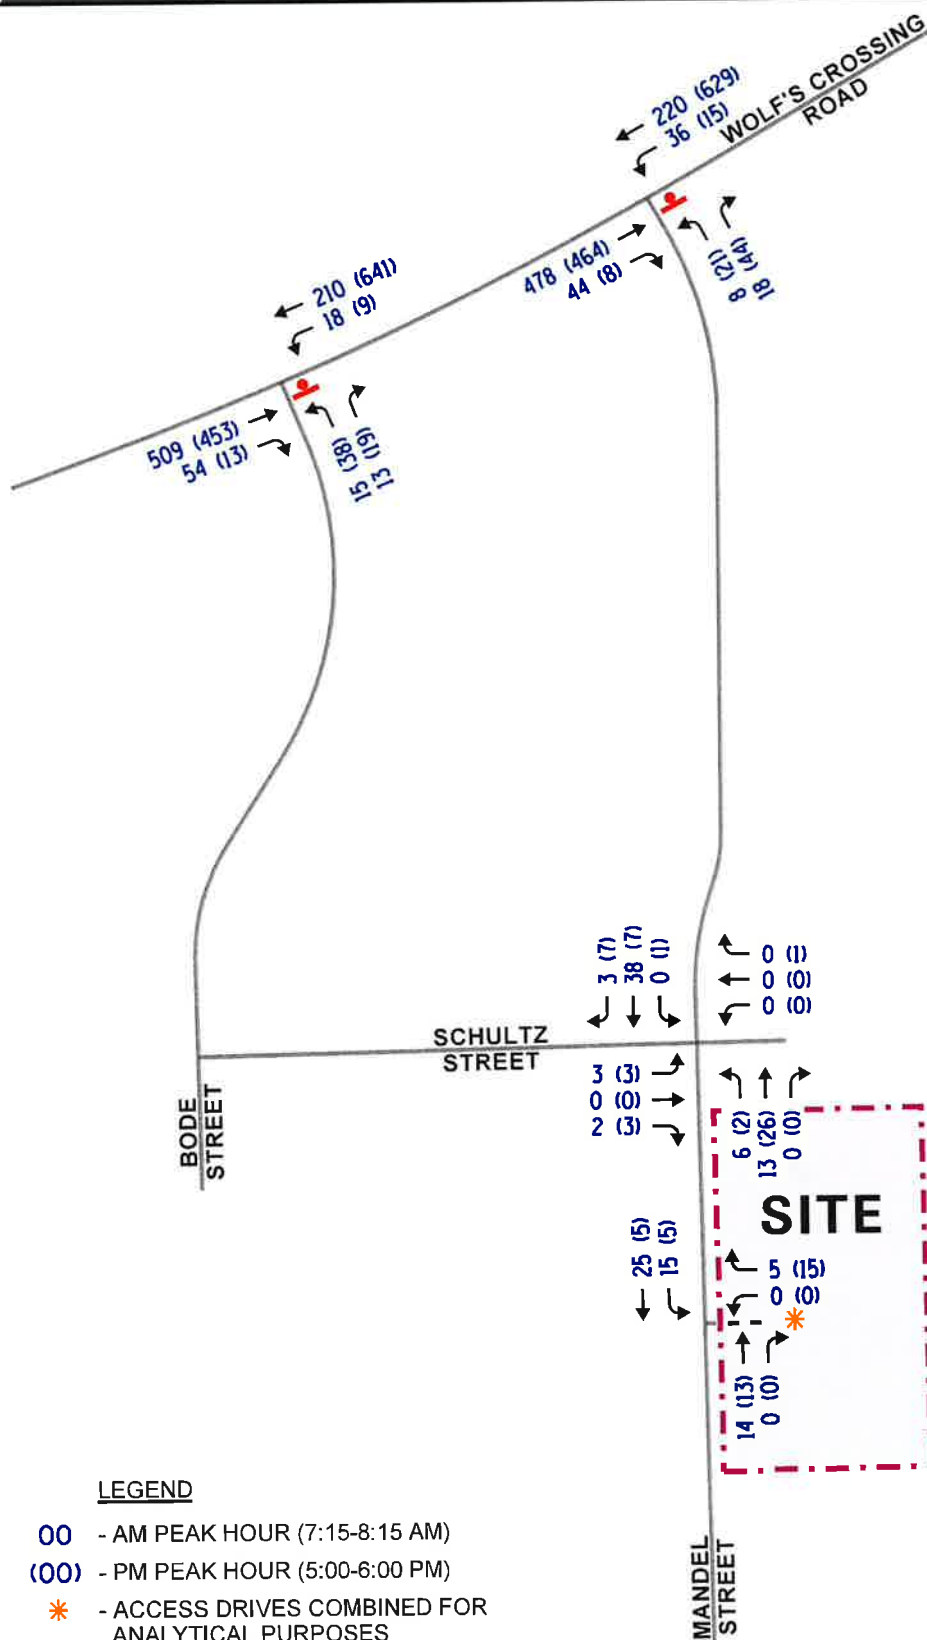 WOLF'S CROSSING
ROAD
220 (629)
36 (15)
478 (464)
44 (8)
8 (21)
18 (44)
210 (641)
18 (9)
509 (453)
54 (13)
15 (38)
13 (19)
3 (7)
38 (7)
0 (1)
0 (1)
0 (0)
0 (0)
SCHULTZ
STREET
3 (3)
0 (0)
2 (3)
6 (2)
13 (26)
0 (0)
BODE
STREET
SITE
25 (5)
15 (5)
5 (15)
0 (0)
14 (13)
0 (0)
MANDEL
STREET
LEGEND
00 - AM PEAK HOUR (7:15-8:15 AM)
(00) - PM PEAK HOUR (5:00-6:00 PM)
- ACCESS DRIVES COMBINED FOR
ANALYTICAL PURPOSES